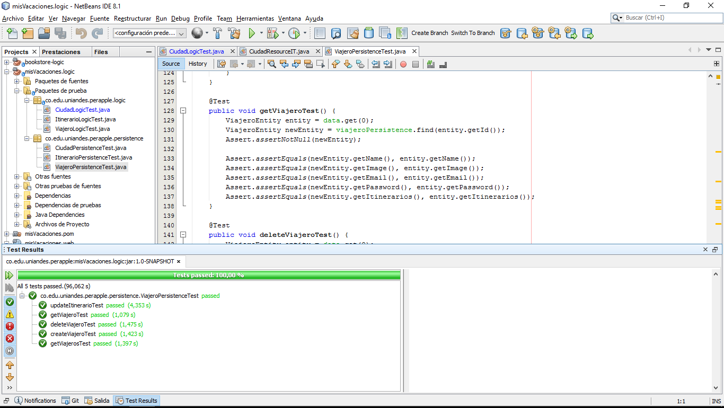 misVacaciones.logic - NetBeans IDE 8.1
Archivo Editar Ver Navegar Fuente Reestructurar Run Debug Profile Team Herramientas Ventana Ayuda
Buscar (Ctrl+I)
<configuración prede...
Create Branch Switch To Branch
Projects Prestaciones Files
CiudadLogicTest.java CiudadResourceIT.java ViajeroPersistenceTest.java
Source History
bookstore-logic
misVacaciones.logic
Paquetes de fuentes
Paquetes de prueba
co.edu.uniandes.perapple.logic
CiudadLogicTest.java
ItinerarioLogicTest.java
ViajeroLogicTest.java
co.edu.uniandes.perapple.persistence
CiudadPersistenceTest.java
ItinerarioPersistenceTest.java
ViajeroPersistenceTest.java
Otras fuentes
Otras pruebas de fuentes
Dependencias
Dependencias de pruebas
Java Dependencies
Archivos de Proyecto
misVacaciones.pom
misVacaciones.web
124 }
125 }
126
127 @Test
128 public void getViajeroTest() {
129 ViajeroEntity entity = data.get(0);
130 ViajeroEntity newEntity = viajeroPersistence.find(entity.getId());
131 Assert.assertNotNull(newEntity);
132
133 Assert.assertEquals(newEntity.getName(), entity.getName());
134 Assert.assertEquals(newEntity.getImage(), entity.getImage());
135 Assert.assertEquals(newEntity.getEmail(), entity.getEmail());
136 Assert.assertEquals(newEntity.getPassword(), entity.getPassword());
137 Assert.assertEquals(newEntity.getItinerarios(), entity.getItinerarios());
138 }
139
140 @Test
141 public void deleteViajeroTest() {
Test Results
co.edu.uniandes.perapple:misVacaciones.logic:jar:1.0-SNAPSHOT
Tests passed: 100,00 %
All 5 tests passed.(96,062 s)
co.edu.uniandes.perapple.persistence.ViajeroPersistenceTest passed
updateItinerarioTest passed (4,353 s)
getViajeroTest passed (1,079 s)
deleteViajeroTest passed (1,475 s)
createViajeroTest passed (1,423 s)
getViajerosTest passed (1,397 s)
Notifications Git Salida Test Results
1:1 INS